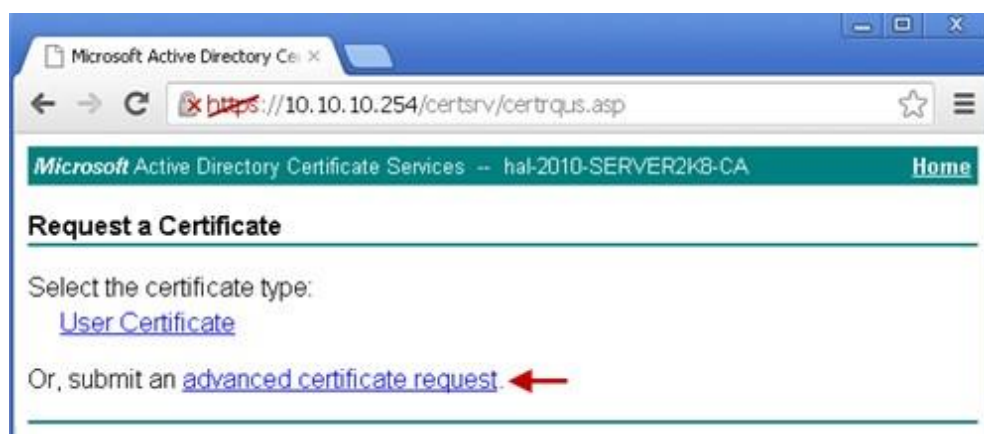 Microsoft Active Directory Cer
https://10.10.10.254/certsrv/certrqus.asp
Microsoft Active Directory Certificate Services -- hal-2010-SERVER2K8-CA Home
Request a Certificate
Select the certificate type:
User Certificate
Or, submit an advanced certificate request.